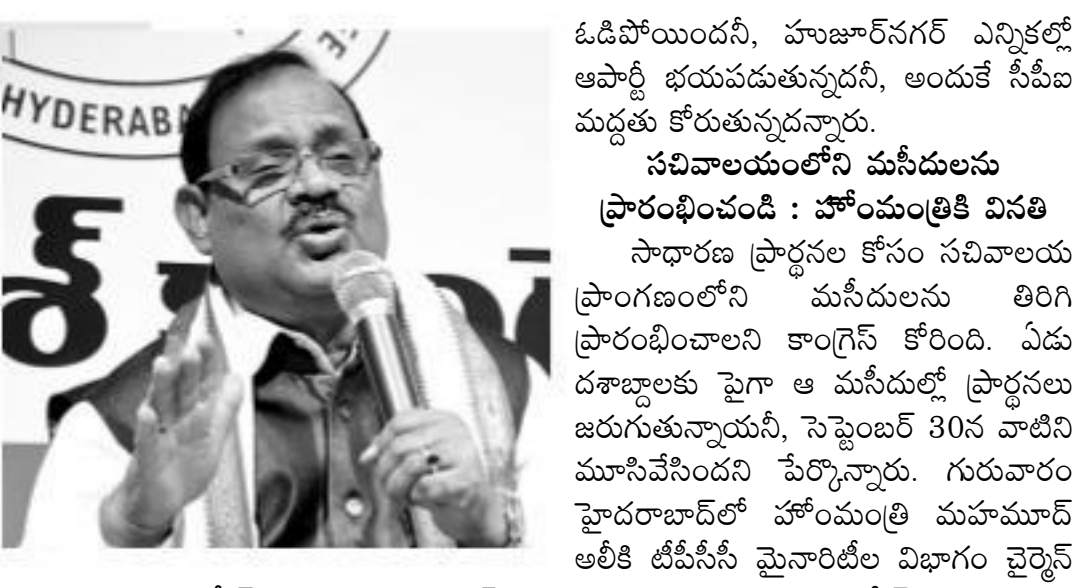 HYDERABA
ఓడిపోయిందనీ, హుజూర్‌నగర్ ఎన్నికల్లో
ఆపార్టీ భయపడుతున్నదనీ, అందుకే సీపీఐ
మద్దతు కోరుతున్నదన్నారు.
సచివాలయంలోని మసీదులను
ప్రారంభించండి : హోంమంత్రికి వినతి
సాధారణ ప్రార్థనల కోసం సచివాలయ
ప్రాంగణంలోని మసీదులను తిరిగి
ప్రారంభించాలని కాంగ్రెస్ కోరింది. ఏడు
దశాబ్దాలకు పైగా ఆ మసీదుల్లో ప్రార్థనలు
జరుగుతున్నాయనీ, సెప్టెంబర్ 30న వాటిని
మూసివేసిందని పేర్కొన్నారు. గురువారం
హైదరాబాద్‌లో హోంమంత్రి మహమూద్
అలీకి టీపీసీసీ మైనారిటీల విభాగం చైర్మెన్